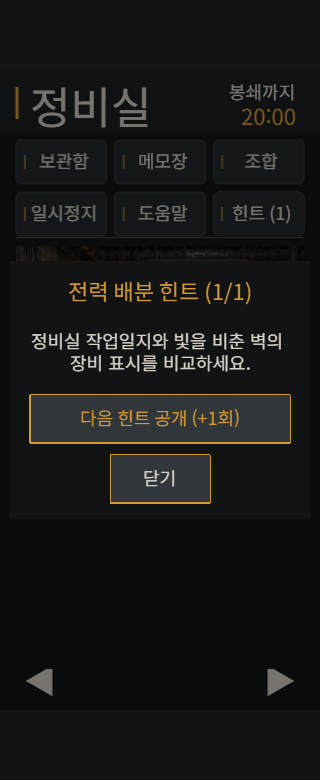 정비실
봉쇄까지
20:00
보관함
메모장
조합
일시정지
도움말
힌트 (1)
전력 배분 힌트 (1/1)
정비실 작업일지와 빛을 비춘 벽의
장비 표시를 비교하세요.
다음 힌트 공개 (+1회)
닫기